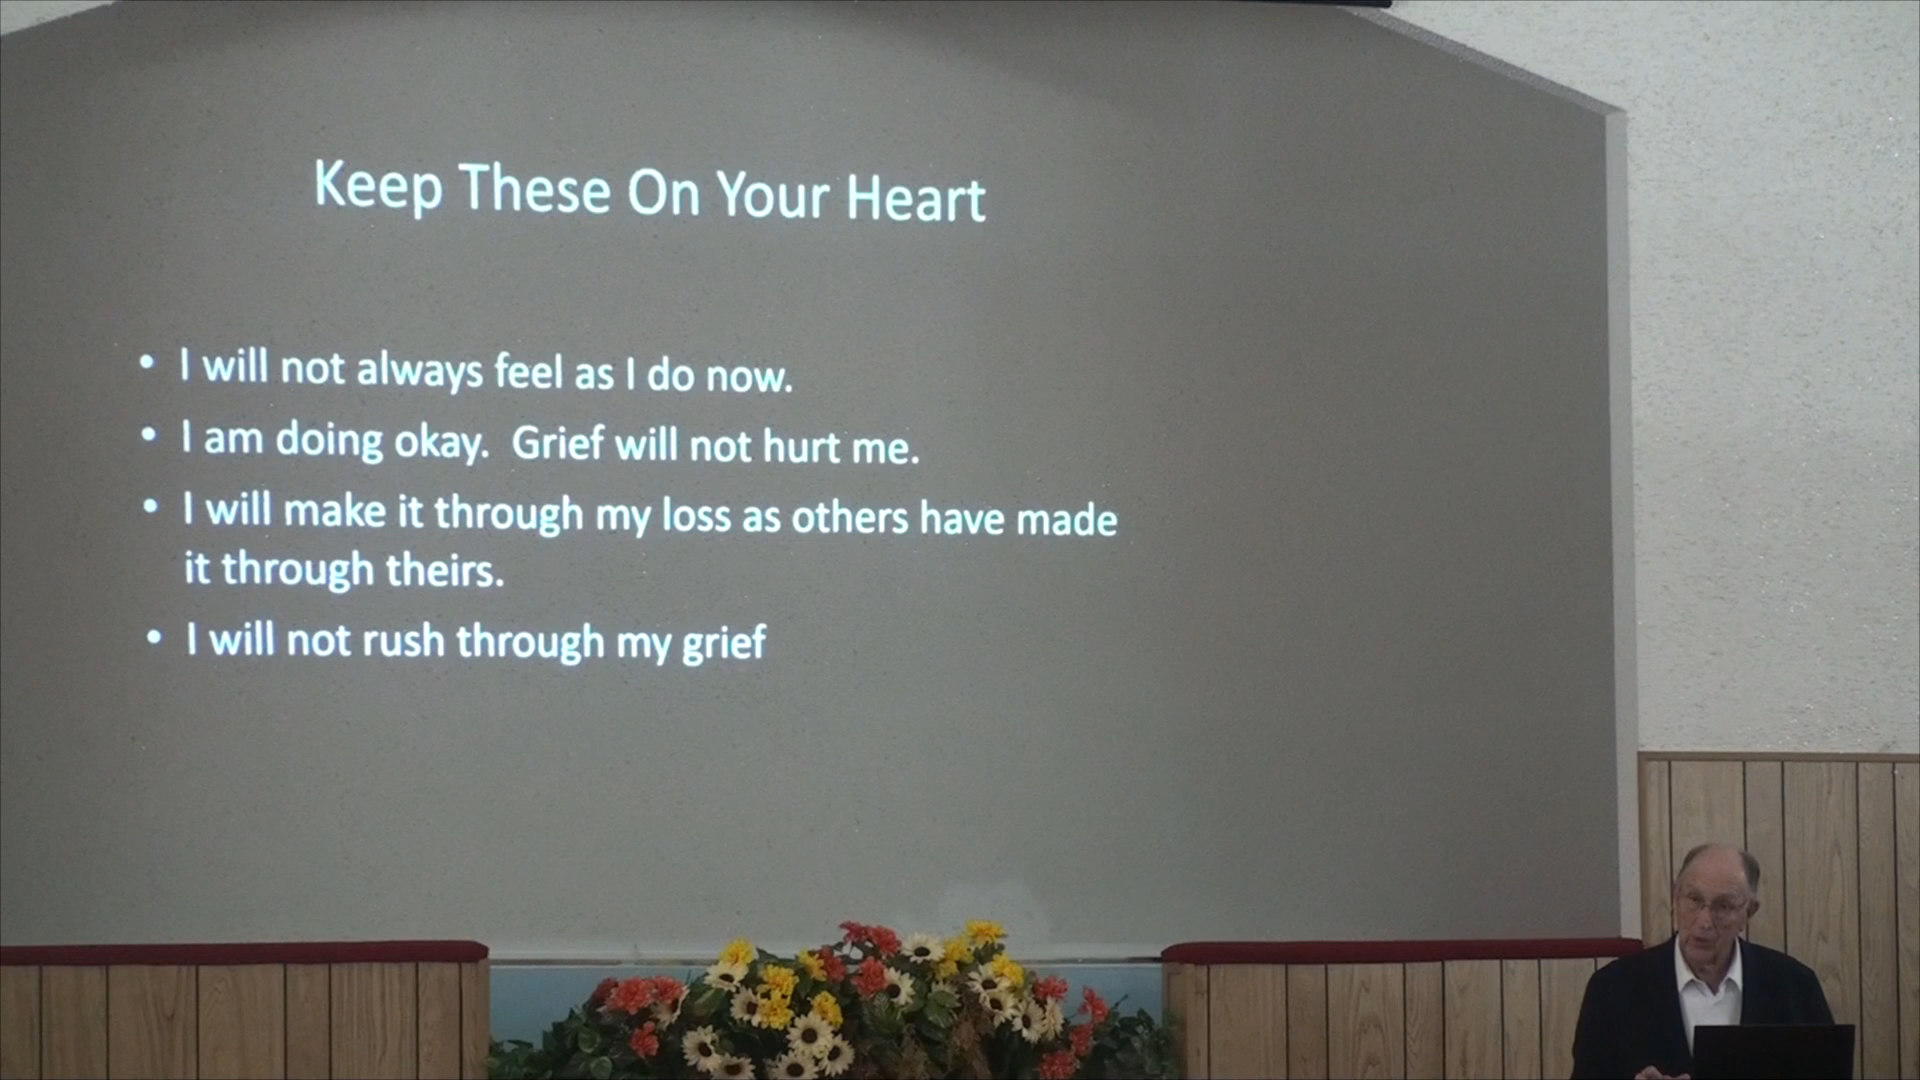 Keep These On Your Heart
• I will not always feel as I do now.
• I am doing okay.  Grief will not hurt me.
• I will make it through my loss as others have made
it through theirs.
• I will not rush through my grief